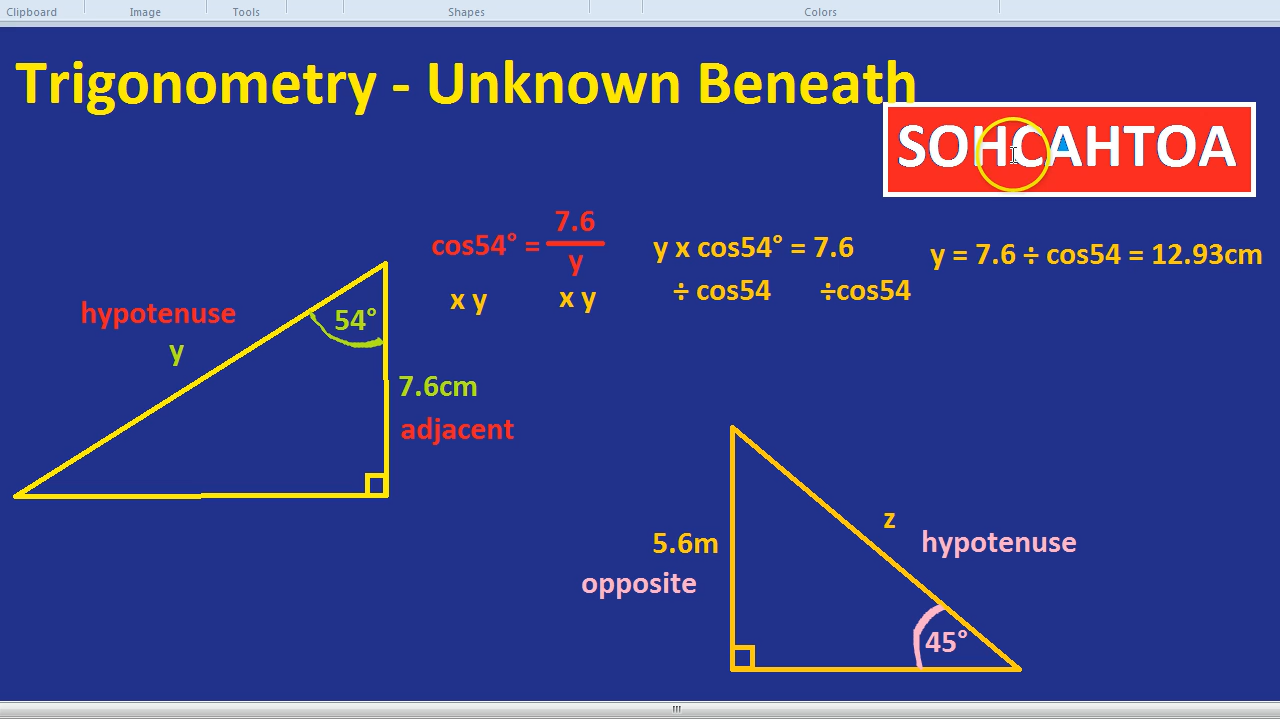 Clipboard Image Tools Shapes Colors
Trigonometry - Unknown Beneath
SOHCAHTOA
cos54° = 7.6
y
x y x y
y x cos54° = 7.6
÷ cos54 ÷cos54
y = 7.6 ÷ cos54 = 12.93cm
hypotenuse
y
54°
7.6cm
adjacent
5.6m
opposite
z
hypotenuse
45°